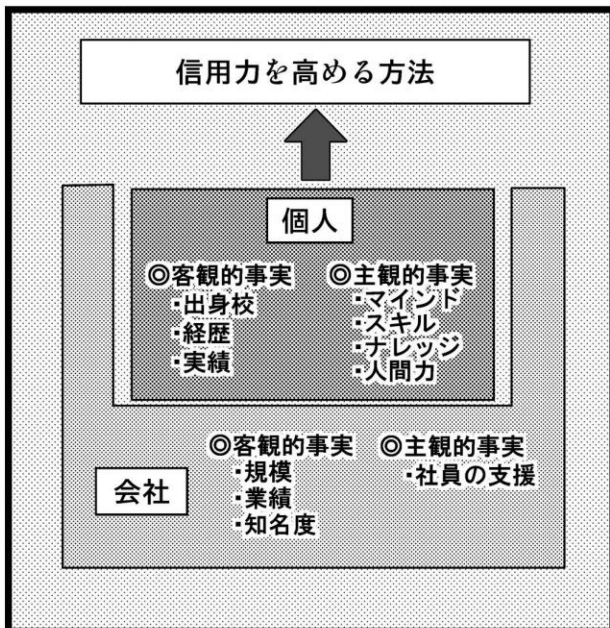 信用力を高める方法
個人
◎客観的事実
・出身校
・経歴
・実績
◎主観的事実
・マインド
・スキル
・ナレッジ
・人間力
会社
◎客観的事実
・規模
・業績
・知名度
◎主観的事実
・社員の支援